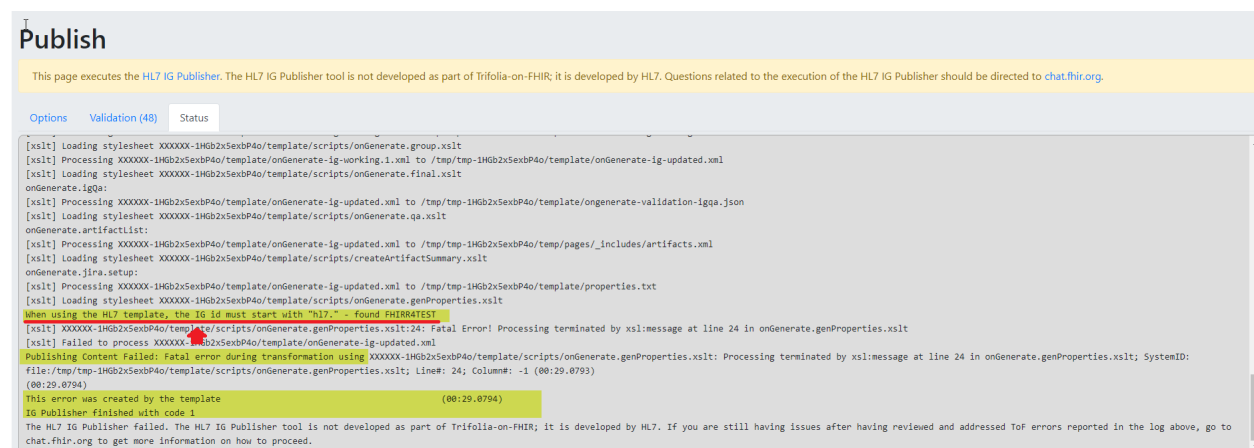 Publish
This page executes the HL7 IG Publisher. The HL7 IG Publisher tool is not developed as part of Trifolia-on-FHIR; it is developed by HL7. Questions related to the execution of the HL7 IG Publisher should be directed to chat.fhir.org.
Options Validation (48) Status
[xslt] Loading stylesheet XXXXXX-1HGb2x5exbP4o/template/scripts/onGenerate.group.xslt
[xslt] Processing XXXXXX-1HGb2x5exbP4o/template/onGenerate-ig-working.1.xml to /tmp/tmp-1HGb2x5exbP4o/template/onGenerate-ig-updated.xml
[xslt] Loading stylesheet XXXXXX-1HGb2x5exbP4o/template/scripts/onGenerate.final.xslt
onGenerate.igQa:
[xslt] Processing XXXXXX-1HGb2x5exbP4o/template/onGenerate-ig-updated.xml to /tmp/tmp-1HGb2x5exbP4o/template/ongenerate-validation-igqa.json
[xslt] Loading stylesheet XXXXXX-1HGb2x5exbP4o/template/scripts/onGenerate.qa.xslt
onGenerate.artifactList:
[xslt] Processing XXXXXX-1HGb2x5exbP4o/template/onGenerate-ig-updated.xml to /tmp/tmp-1HGb2x5exbP4o/temp/pages/_includes/artifacts.xml
[xslt] Loading stylesheet XXXXXX-1HGb2x5exbP4o/template/scripts/createArtifactSummary.xslt
onGenerate.jira.setup:
[xslt] Processing XXXXXX-1HGb2x5exbP4o/template/onGenerate-ig-updated.xml to /tmp/tmp-1HGb2x5exbP4o/template/properties.txt
[xslt] Loading stylesheet XXXXXX-1HGb2x5exbP4o/template/scripts/onGenerate.genProperties.xslt
When using the HL7 template, the IG id must start with "hl7." - found FHIRR4TEST
[xslt] XXXXXX-1HGb2x5exbP4o/template/scripts/onGenerate.genProperties.xslt:24: Fatal Error! Processing terminated by xsl:message at line 24 in onGenerate.genProperties.xslt
[xslt] Failed to process XXXXXX-1HGb2x5exbP4o/template/onGenerate-ig-updated.xml
Publishing Content Failed: Fatal error during transformation using XXXXXX-1HGb2x5exbP4o/template/scripts/onGenerate.genProperties.xslt: Processing terminated by xsl:message at line 24 in onGenerate.genProperties.xslt; SystemID:
file:/tmp/tmp-1HGb2x5exbP4o/template/scripts/onGenerate.genProperties.xslt; Line#: 24; Column#: -1 (00:29.0793)
(00:29.0794)
This error was created by the template (00:29.0794)
IG Publisher finished with code 1
The HL7 IG Publisher failed. The HL7 IG Publisher tool is not developed as part of Trifolia-on-FHIR; it is developed by HL7. If you are still having issues after having reviewed and addressed ToF errors reported in the log above, go to
chat.fhir.org to get more information on how to proceed.